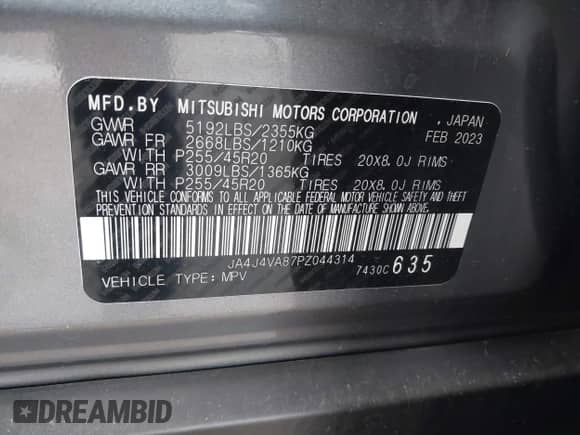 MFD.BY MITSUBISHI MOTORS CORPORATION , JAPAN
GVWR 5192LBS/2355KG FEB 2023
GAWR FR 2668LBS/1210KG
WITH P255/45R20 TIRES 20X8.0J RIMS
GAWR RR 3009LBS/1365KG
WITH P255/45R20 TIRES 20X8.0J RIMS
THIS VEHICLE CONFORMS TO ALL APPLICABLE FEDERAL MOTOR VEHICLE SAFETY AND THEFT
PREVENTION STANDARDS IN EFFECT ON THE DATE OF MANUFACTURE SHOWN ABOVE.
JA4J4VA87PZ044314
VEHICLE TYPE: MPV 7430C 635
DREAMBID